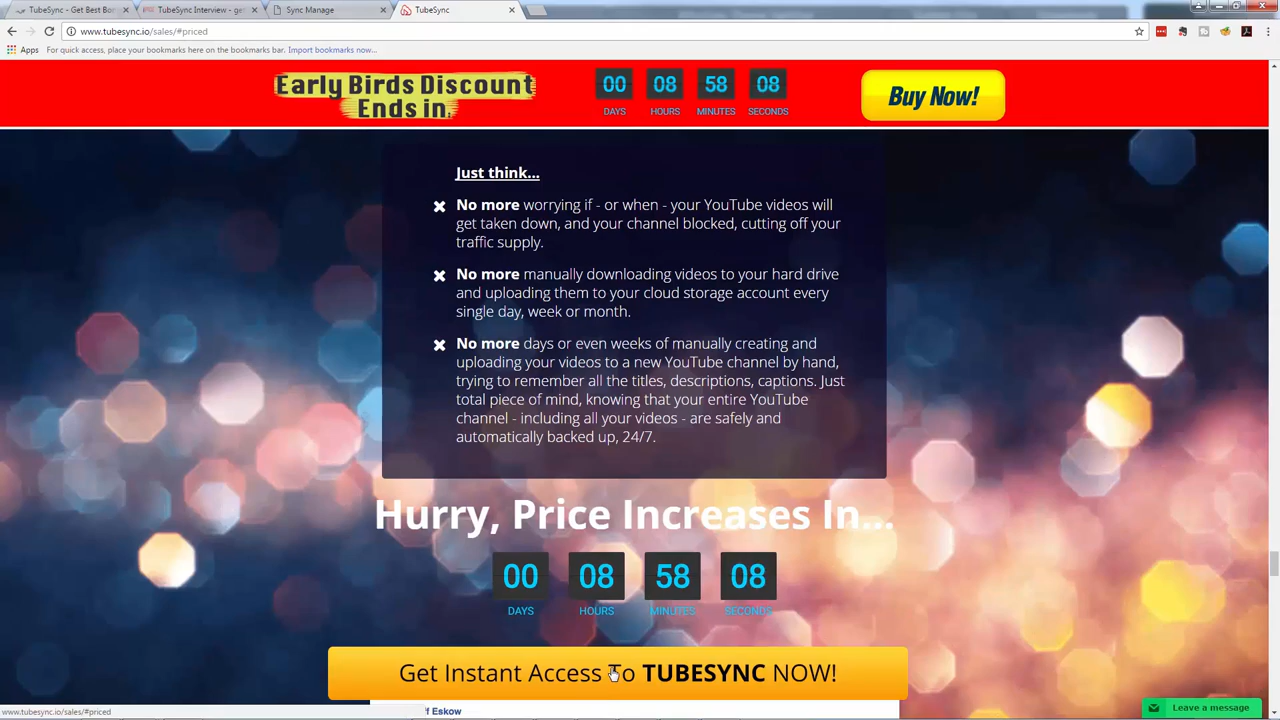 TubeSync - Get Best Bo
TubeSync Interview - ge
Sync Manage
TubeSync
www.tubesync.io/sales/#priced
Apps
For quick access, place your bookmarks here on the bookmarks bar. Import bookmarks now...
Early Birds Discount
Ends in
00
08
58
08
DAYS
HOURS
MINUTES
SECONDS
Buy Now!
Just think...
No more worrying if - or when - your YouTube videos will
get taken down, and your channel blocked, cutting off your
traffic supply.
No more manually downloading videos to your hard drive
and uploading them to your cloud storage account every
single day, week or month.
No more days or even weeks of manually creating and
uploading your videos to a new YouTube channel by hand,
trying to remember all the titles, descriptions, captions. Just
total piece of mind, knowing that your entire YouTube
channel - including all your videos - are safely and
automatically backed up, 24/7.
Hurry, Price Increases In...
00
08
58
08
DAYS
HOURS
MINUTES
SECONDS
Get Instant Access To TUBESYNC NOW!
www.tubesync.io/sales/#priced
ff Eskow
Leave a message